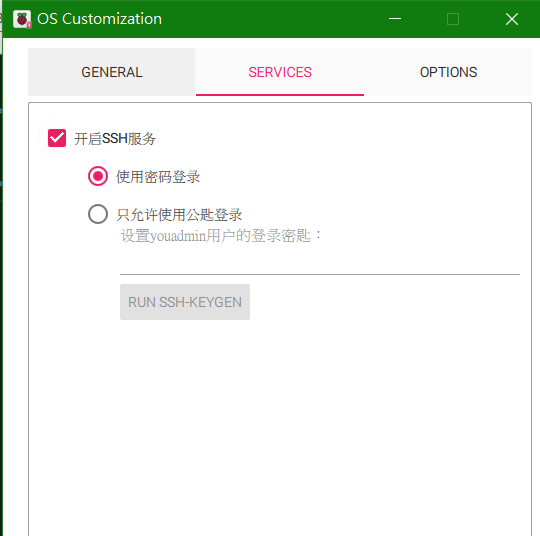 OS Customization
GENERAL
SERVICES
OPTIONS
开启SSH服务
使用密码登录
只允许使用公匙登录
设置youadmin用户的登录密匙：
RUN SSH-KEYGEN